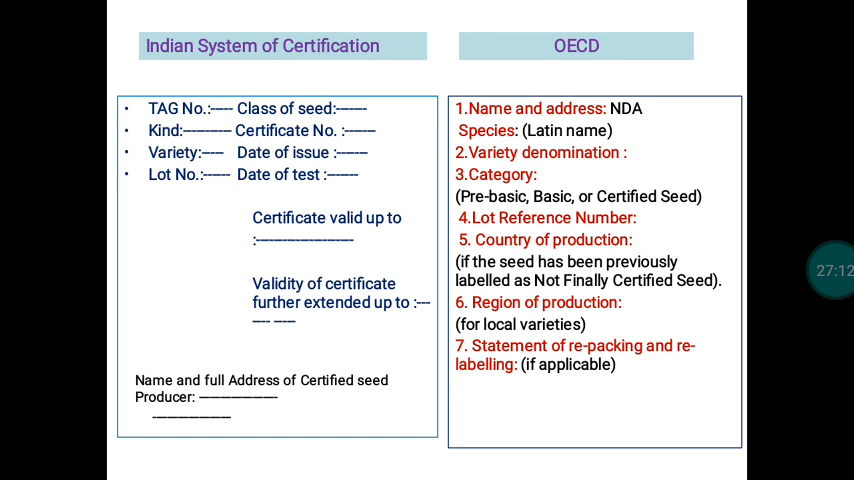 Indian System of Certification
OECD
• TAG No.:----- Class of seed:-------
• Kind:----------- Certificate No. :-------
• Variety:----- Date of issue :-------
• Lot No.:------ Date of test :-------
Certificate valid up to
:----------------------
Validity of certificate
further extended up to :---
---- -----
Name and full Address of Certified seed
Producer: ------------------
------------------
1.Name and address: NDA
Species: (Latin name)
2.Variety denomination :
3.Category:
(Pre-basic, Basic, or Certified Seed)
4.Lot Reference Number:
5. Country of production:
(if the seed has been previously
labelled as Not Finally Certified Seed).
6. Region of production:
(for local varieties)
7. Statement of re-packing and re-
labelling: (if applicable)
27:12